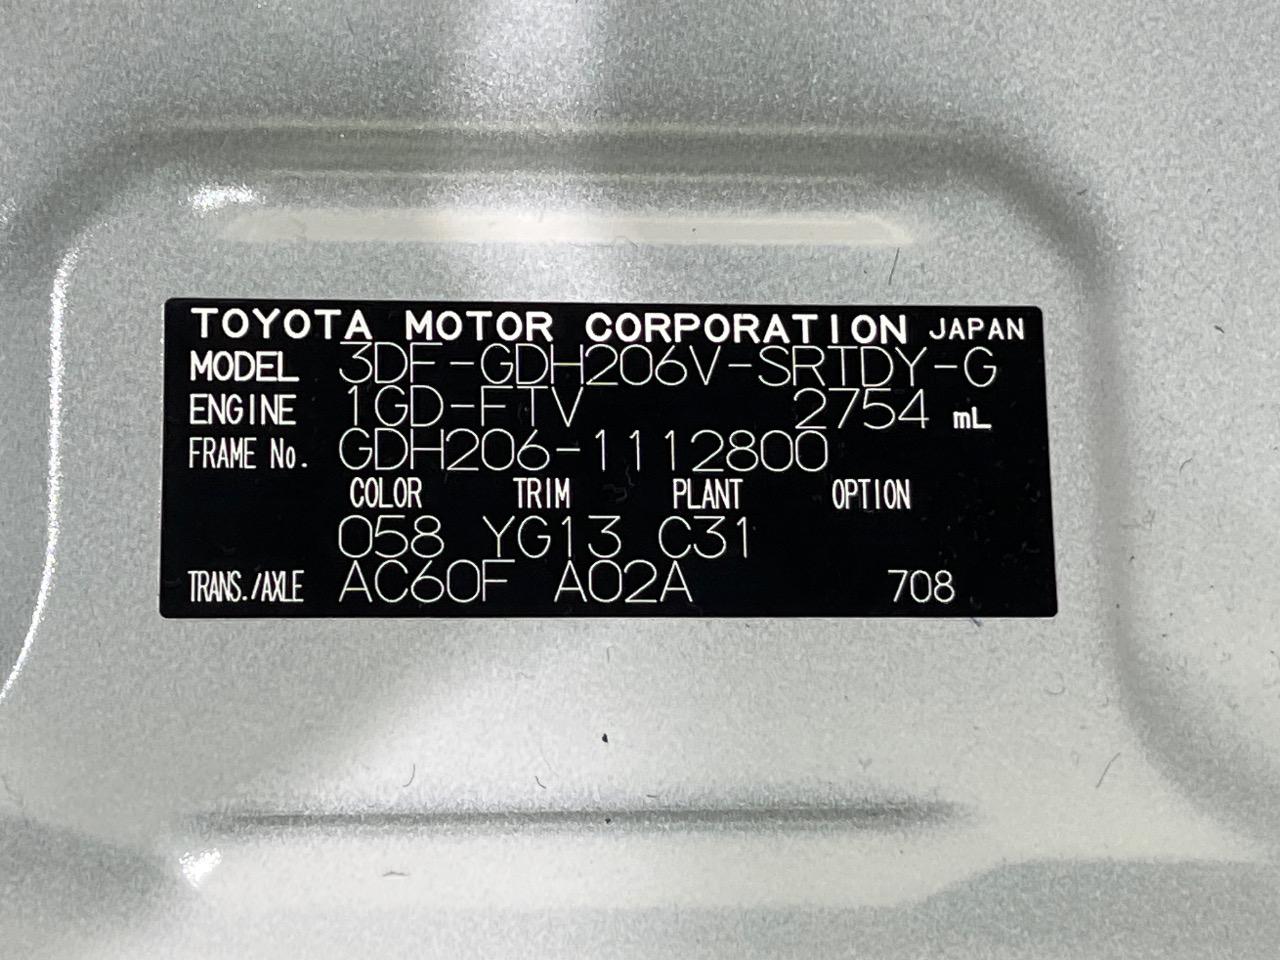 TOYOTA MOTOR CORPORATION JAPAN
MODEL 3DF-GDH206V-SRTDY-G
ENGINE 1GD-FTV 2754 mL
FRAME No. GDH206-1112800
COLOR TRIM PLANT OPTION
058 YG13 C31
TRANS./AXLE AC60F A02A 708